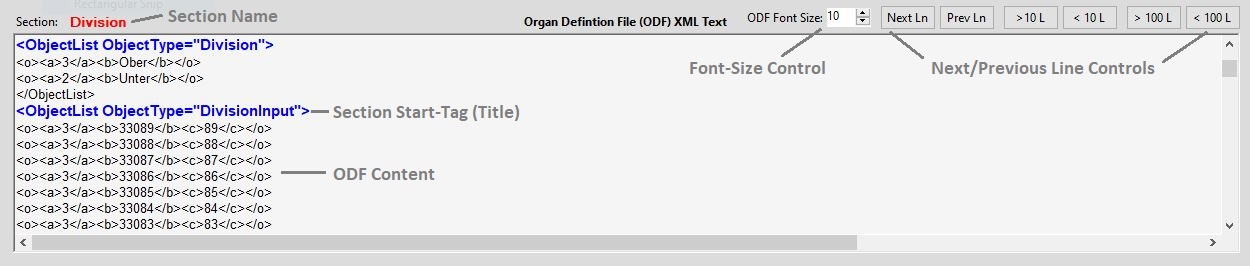 Rectangular Snip
Section: Division Section Name Organ Defintion File (ODF) XML Text ODF Font Size: 10 Next Ln Prev Ln >10 L < 10 L > 100 L < 100 L
<ObjectList ObjectType="Division">
<o><a>3</a><b>Ober</b></o>
<o><a>2</a><b>Unter</b></o>
Font-Size Control Next/Previous Line Controls
</ObjectList>
<ObjectList ObjectType="DivisionInput"> Section Start-Tag (Title)
<o><a>3</a><b>33089</b><c>89</c></o>
<o><a>3</a><b>33088</b><c>88</c></o>
<o><a>3</a><b>33087</b><c>87</c></o>
<o><a>3</a><b>33086</b><c>86</c></o> ODF Content
<o><a>3</a><b>33085</b><c>85</c></o>
<o><a>3</a><b>33084</b><c>84</c></o>
<o><a>3</a><b>33083</b><c>83</c></o>